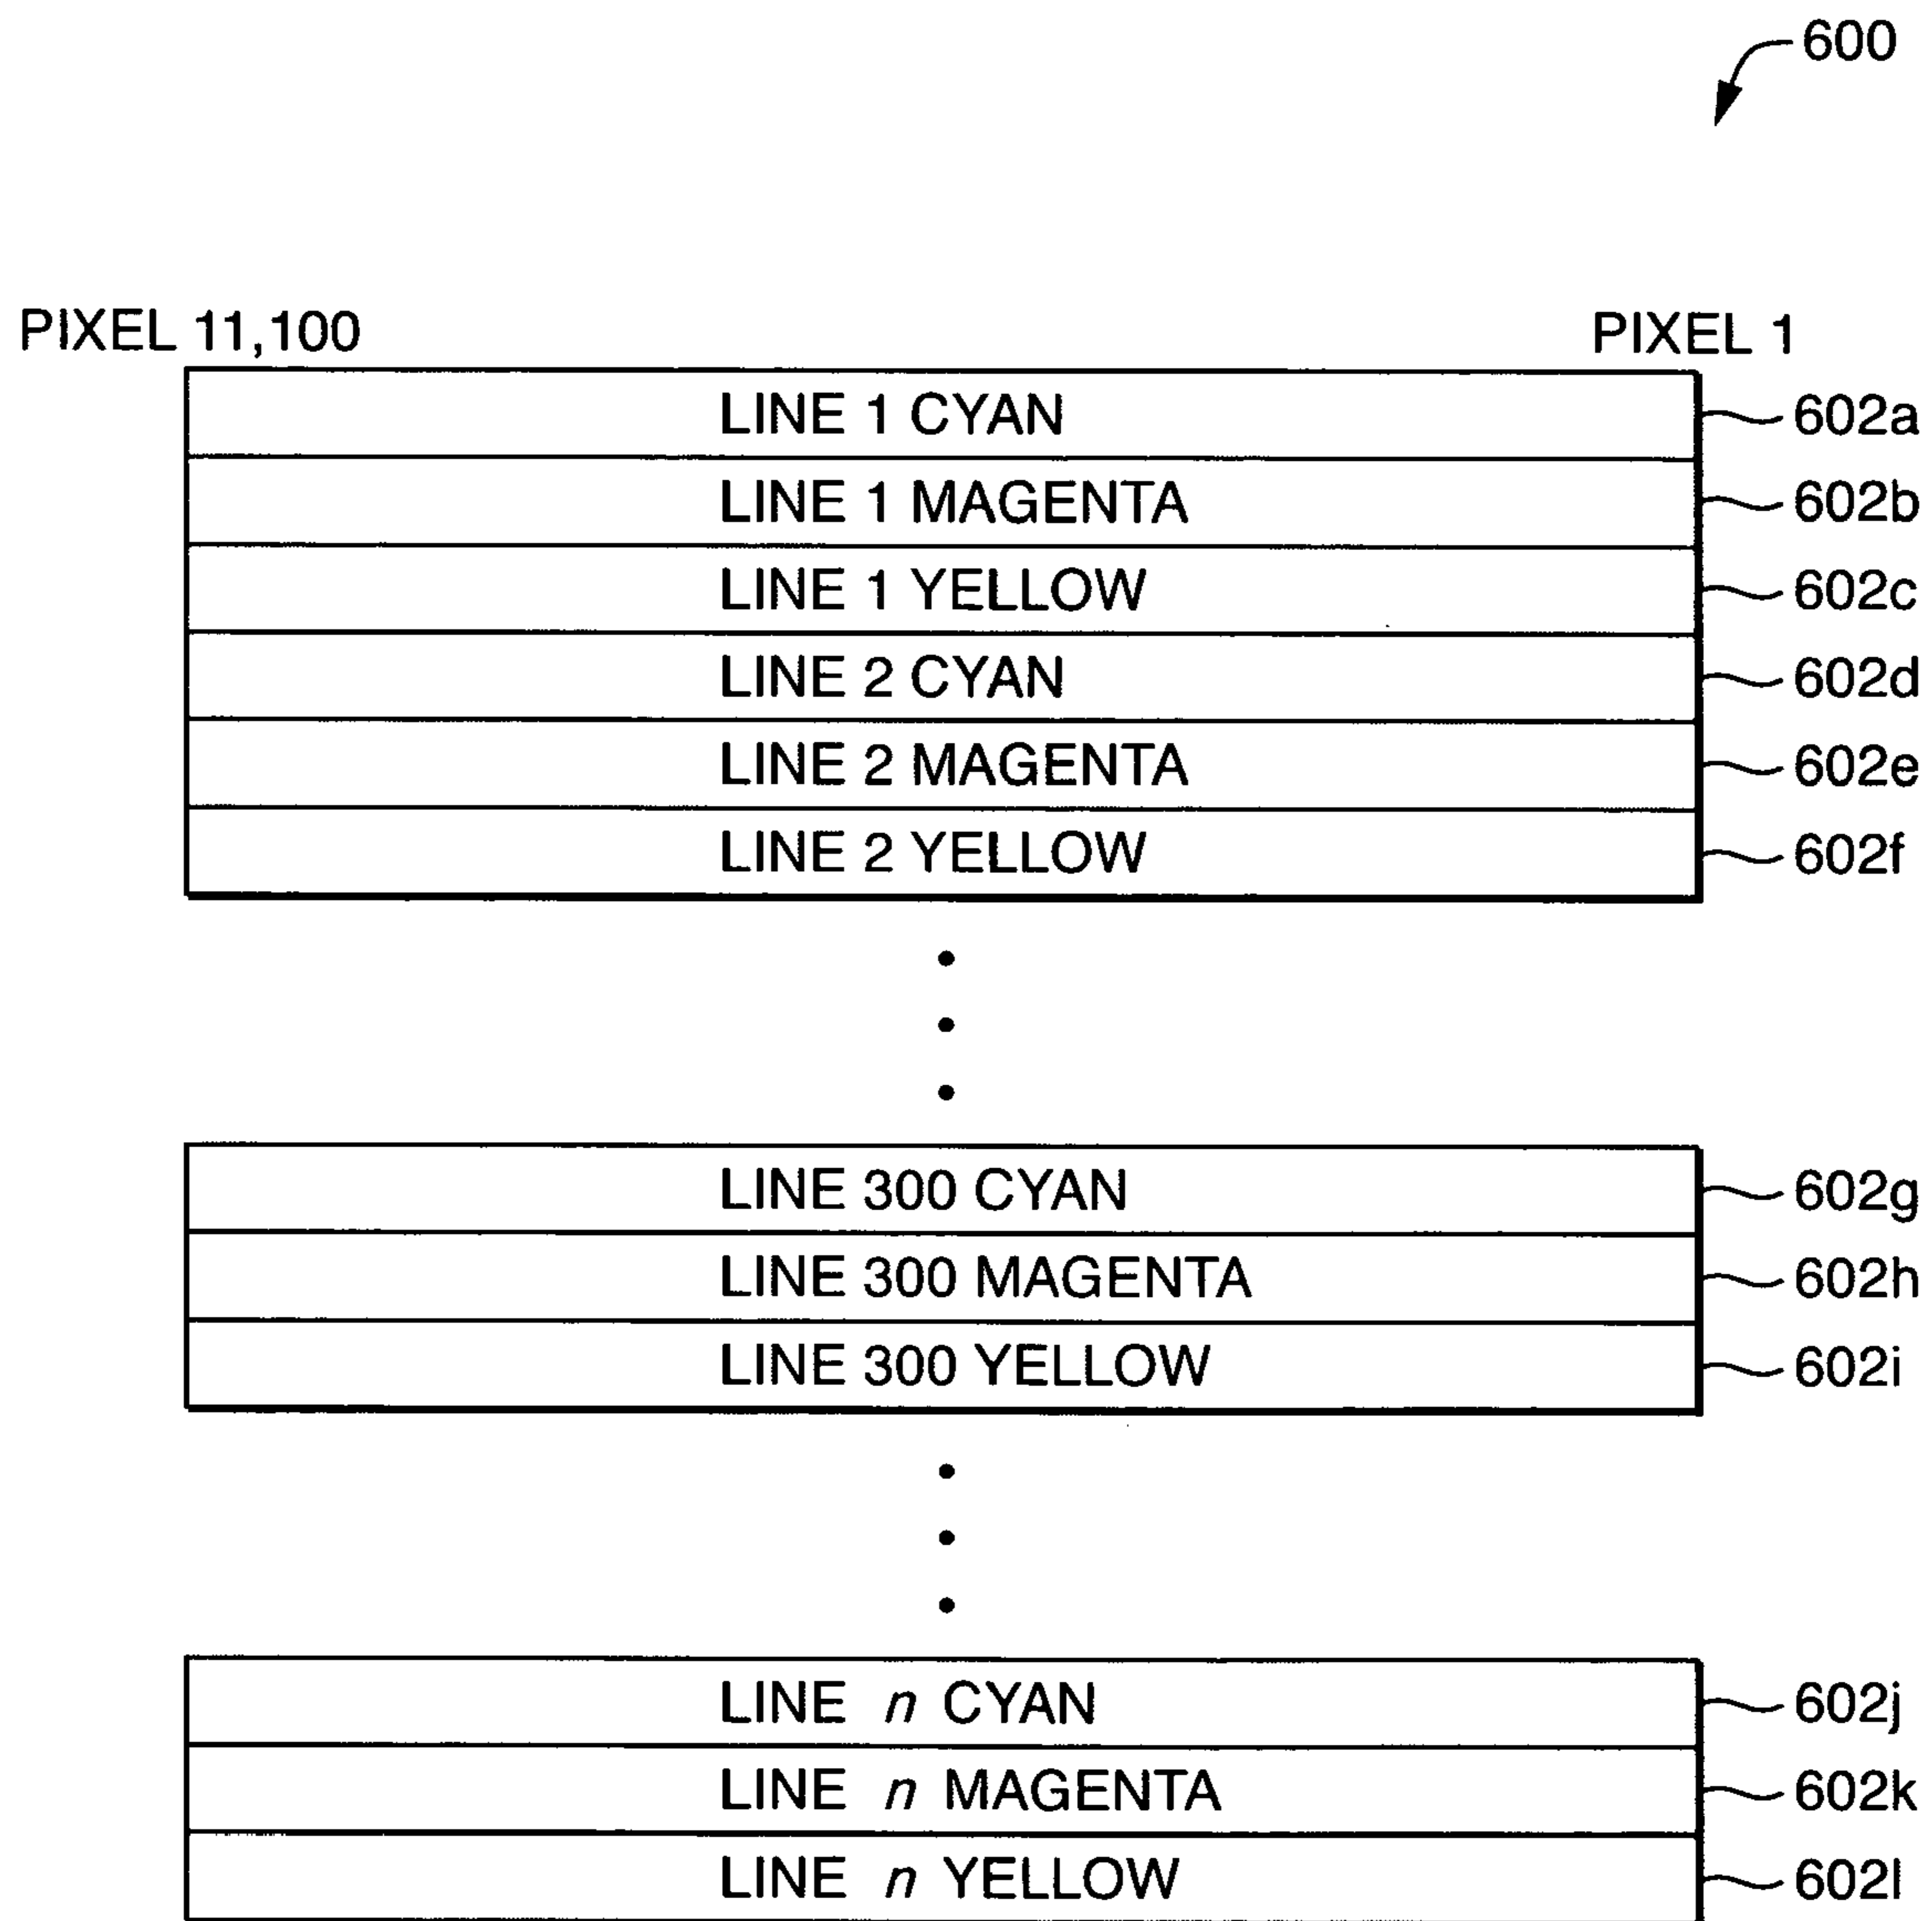 600
PIXEL 11,100 PIXEL 1
LINE 1 CYAN 602a
LINE 1 MAGENTA 602b
LINE 1 YELLOW 602c
LINE 2 CYAN 602d
LINE 2 MAGENTA 602e
LINE 2 YELLOW 602f
LINE 300 CYAN 602g
LINE 300 MAGENTA 602h
LINE 300 YELLOW 602i
LINE n CYAN 602j
LINE n MAGENTA 602k
LINE n YELLOW 602l